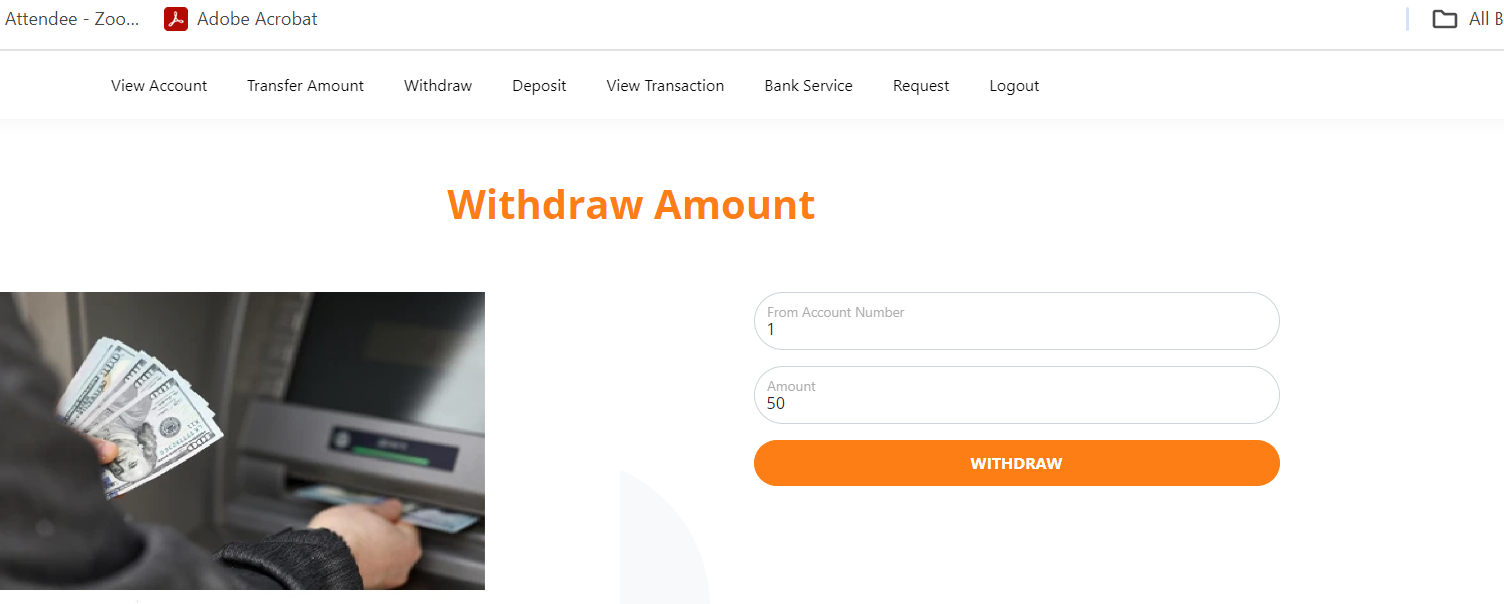 Attendee - Zoo...
Adobe Acrobat
All B
View Account
Transfer Amount
Withdraw
Deposit
View Transaction
Bank Service
Request
Logout
Withdraw Amount
From Account Number
1
Amount
50
WITHDRAW